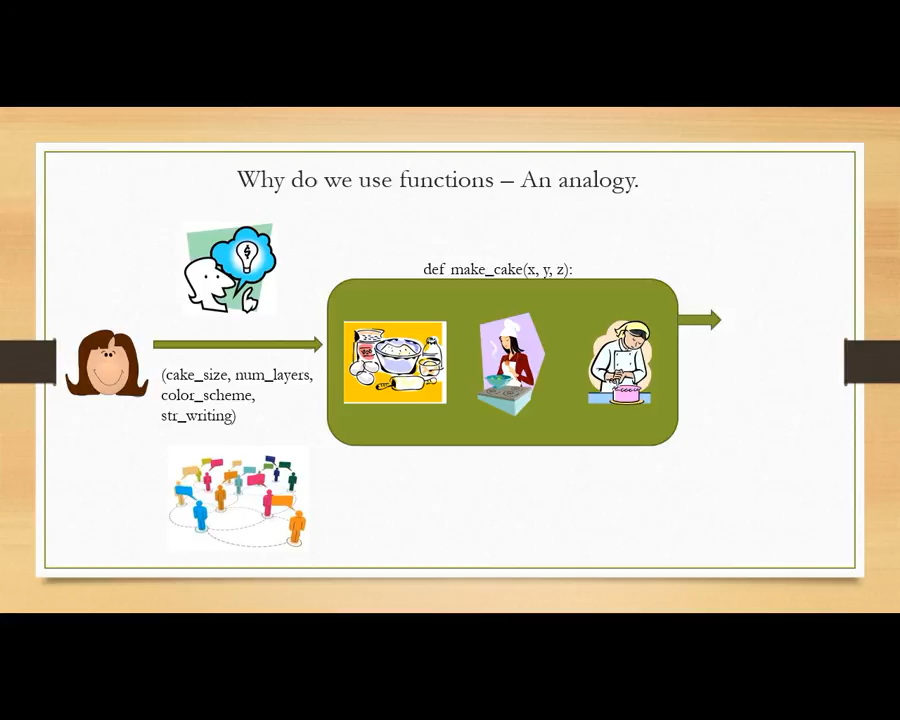 Why do we use functions – An analogy.
def make_cake(x, y, z):
(cake_size, num_layers,
color_scheme,
str_writing)